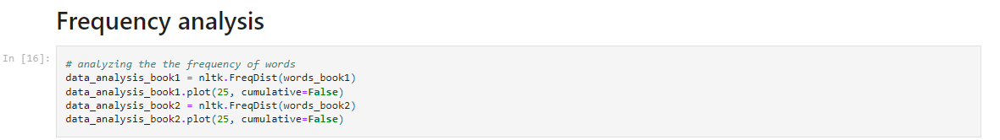 Frequency analysis
In [16]:
# analyzing the the frequency of words
data_analysis_book1 = nltk.FreqDist(words_book1)
data_analysis_book1.plot(25, cumulative=False)
data_analysis_book2 = nltk.FreqDist(words_book2)
data_analysis_book2.plot(25, cumulative=False)